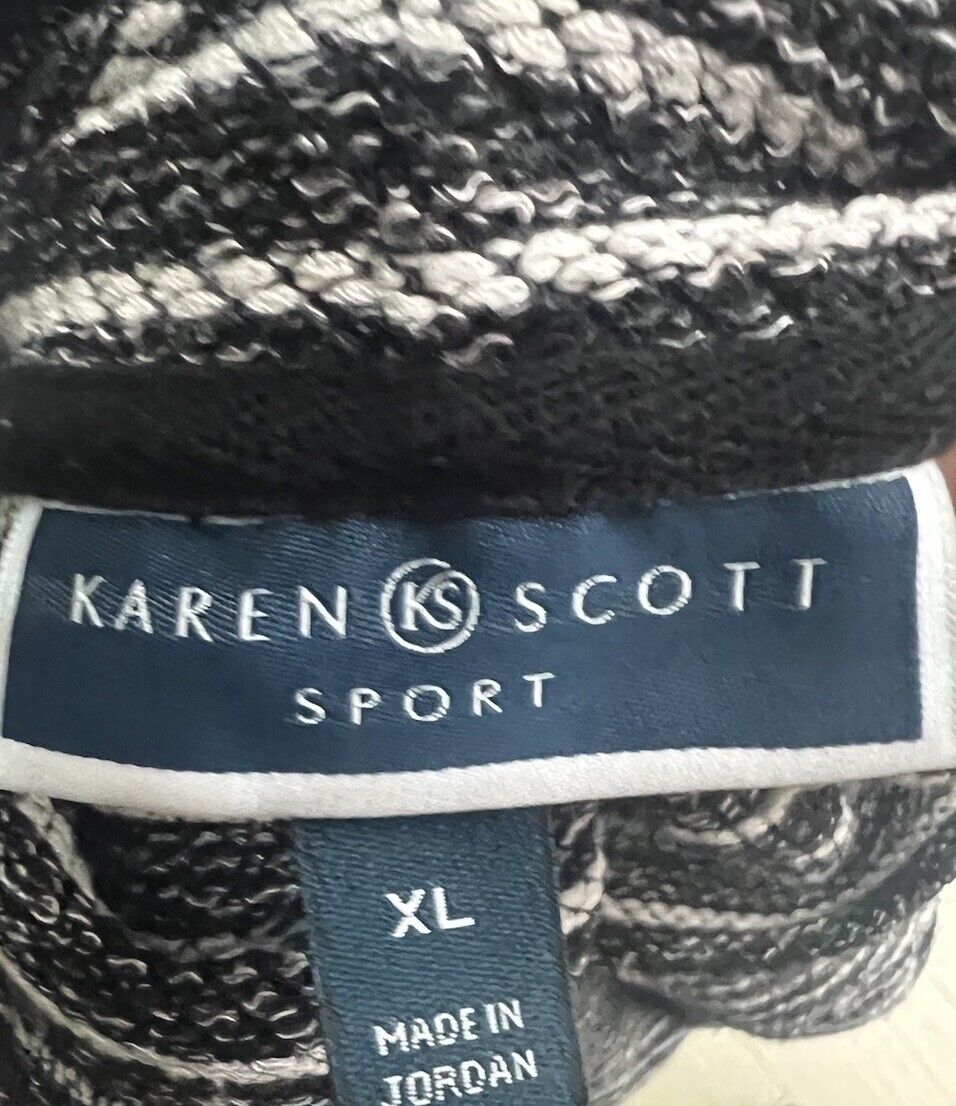 KAREN KS SCOTT
SPORT
XL
MADE IN
JORDAN